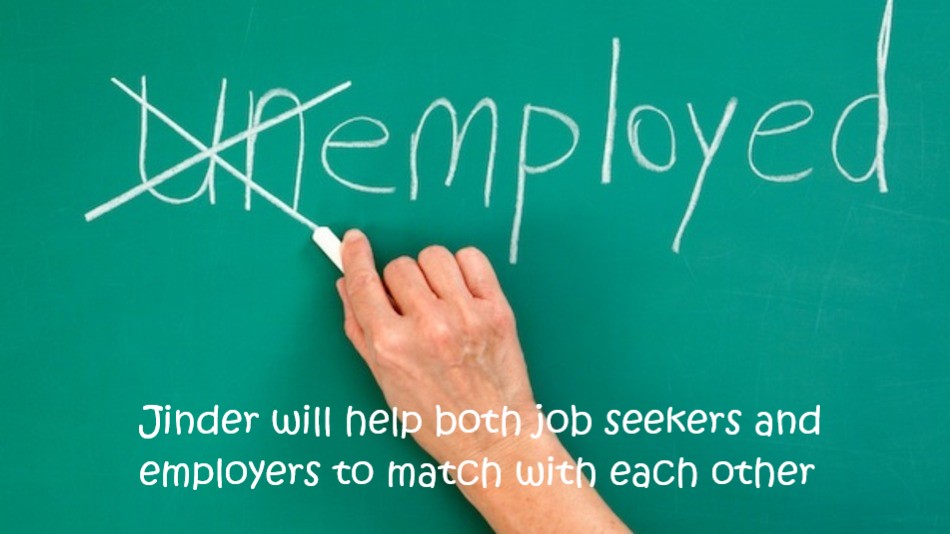 Unemployed
Jinder will help both job seekers and
employers to match with each other